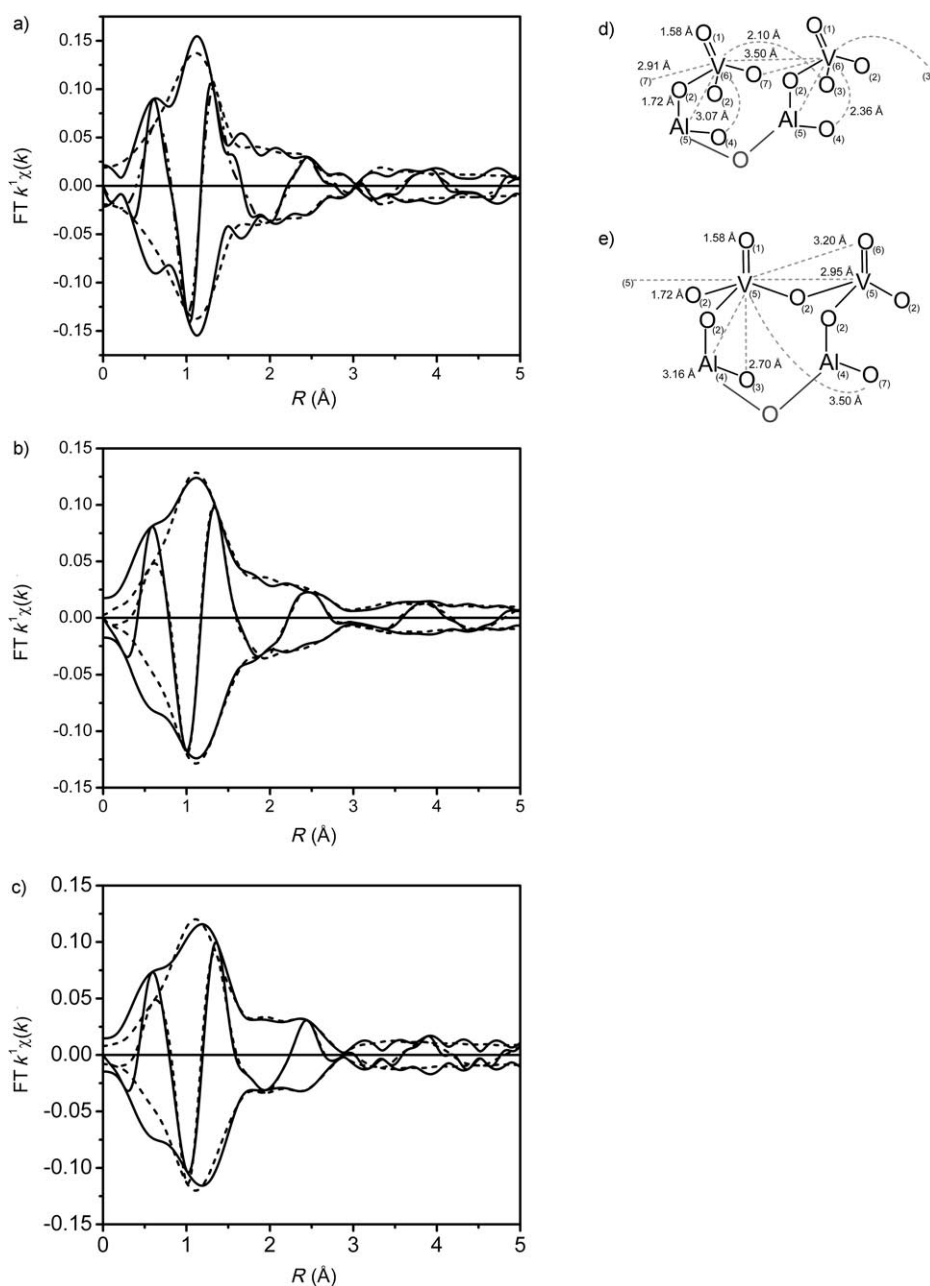 a)
0.15
0.10
0.05
0.00
-0.05
-0.10
-0.15
FT k¹χ(k)
0 1 2 3 4 5
R (Å)
b)
0.15
0.10
0.05
0.00
-0.05
-0.10
-0.15
FT k¹χ(k)
0 1 2 3 4 5
R (Å)
c)
0.15
0.10
0.05
0.00
-0.05
-0.10
-0.15
FT k¹χ(k)
0 1 2 3 4 5
R (Å)
d)
1.58 Å O(1) 2.10 Å O(1)
3.50 Å
2.91 Å V(6) O(7) V(6) O(2) (3)
(7)
O(2) O(2) O(2) O(3)
1.72 Å 3.07 Å 2.36 Å
Al(5) O(4) Al(5) O(4)
O
e)
1.58 Å O(1) 3.20 Å O(6)
(5) 2.95 Å
1.72 Å O(2) V(5) O(2) V(5) O(2)
O(2) O(2)
2.70 Å
3.16 Å Al(4) O(3) Al(4) O(7)
3.50 Å
O